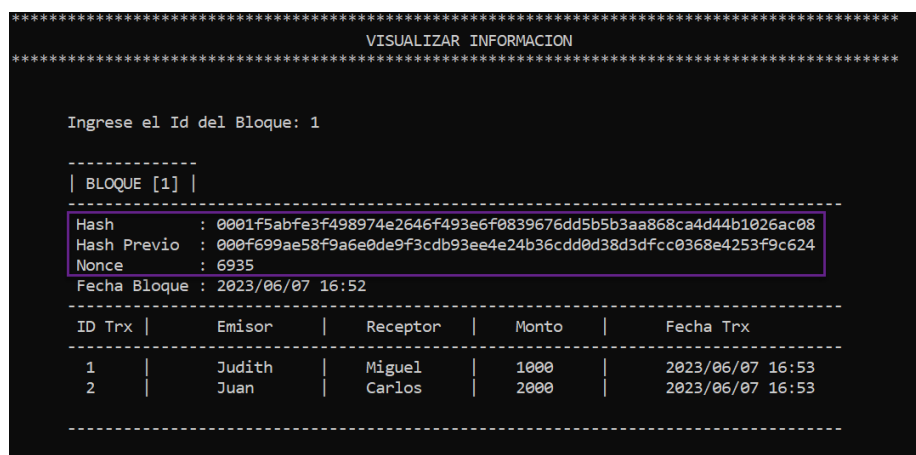 ***************************************************************************
VISUALIZAR INFORMACION
***************************************************************************
Ingrese el Id del Bloque: 1
--------------
| BLOQUE [1] |
-----------------------------------------------------------------------------------
Hash : 0001f5abfe3f498974e2646f493e6f0839676dd5b5b3aa868ca4d44b1026ac08
Hash Previo : 000f699ae58f9a6e0de9f3cdb93ee4e24b36cdd0d38d3dfcc0368e4253f9c624
Nonce : 6935
Fecha Bloque : 2023/06/07 16:52
-----------------------------------------------------------------------------------
ID Trx | Emisor | Receptor | Monto | Fecha Trx
-----------------------------------------------------------------------------------
1 | Judith | Miguel | 1000 | 2023/06/07 16:53
2 | Juan | Carlos | 2000 | 2023/06/07 16:53
-----------------------------------------------------------------------------------